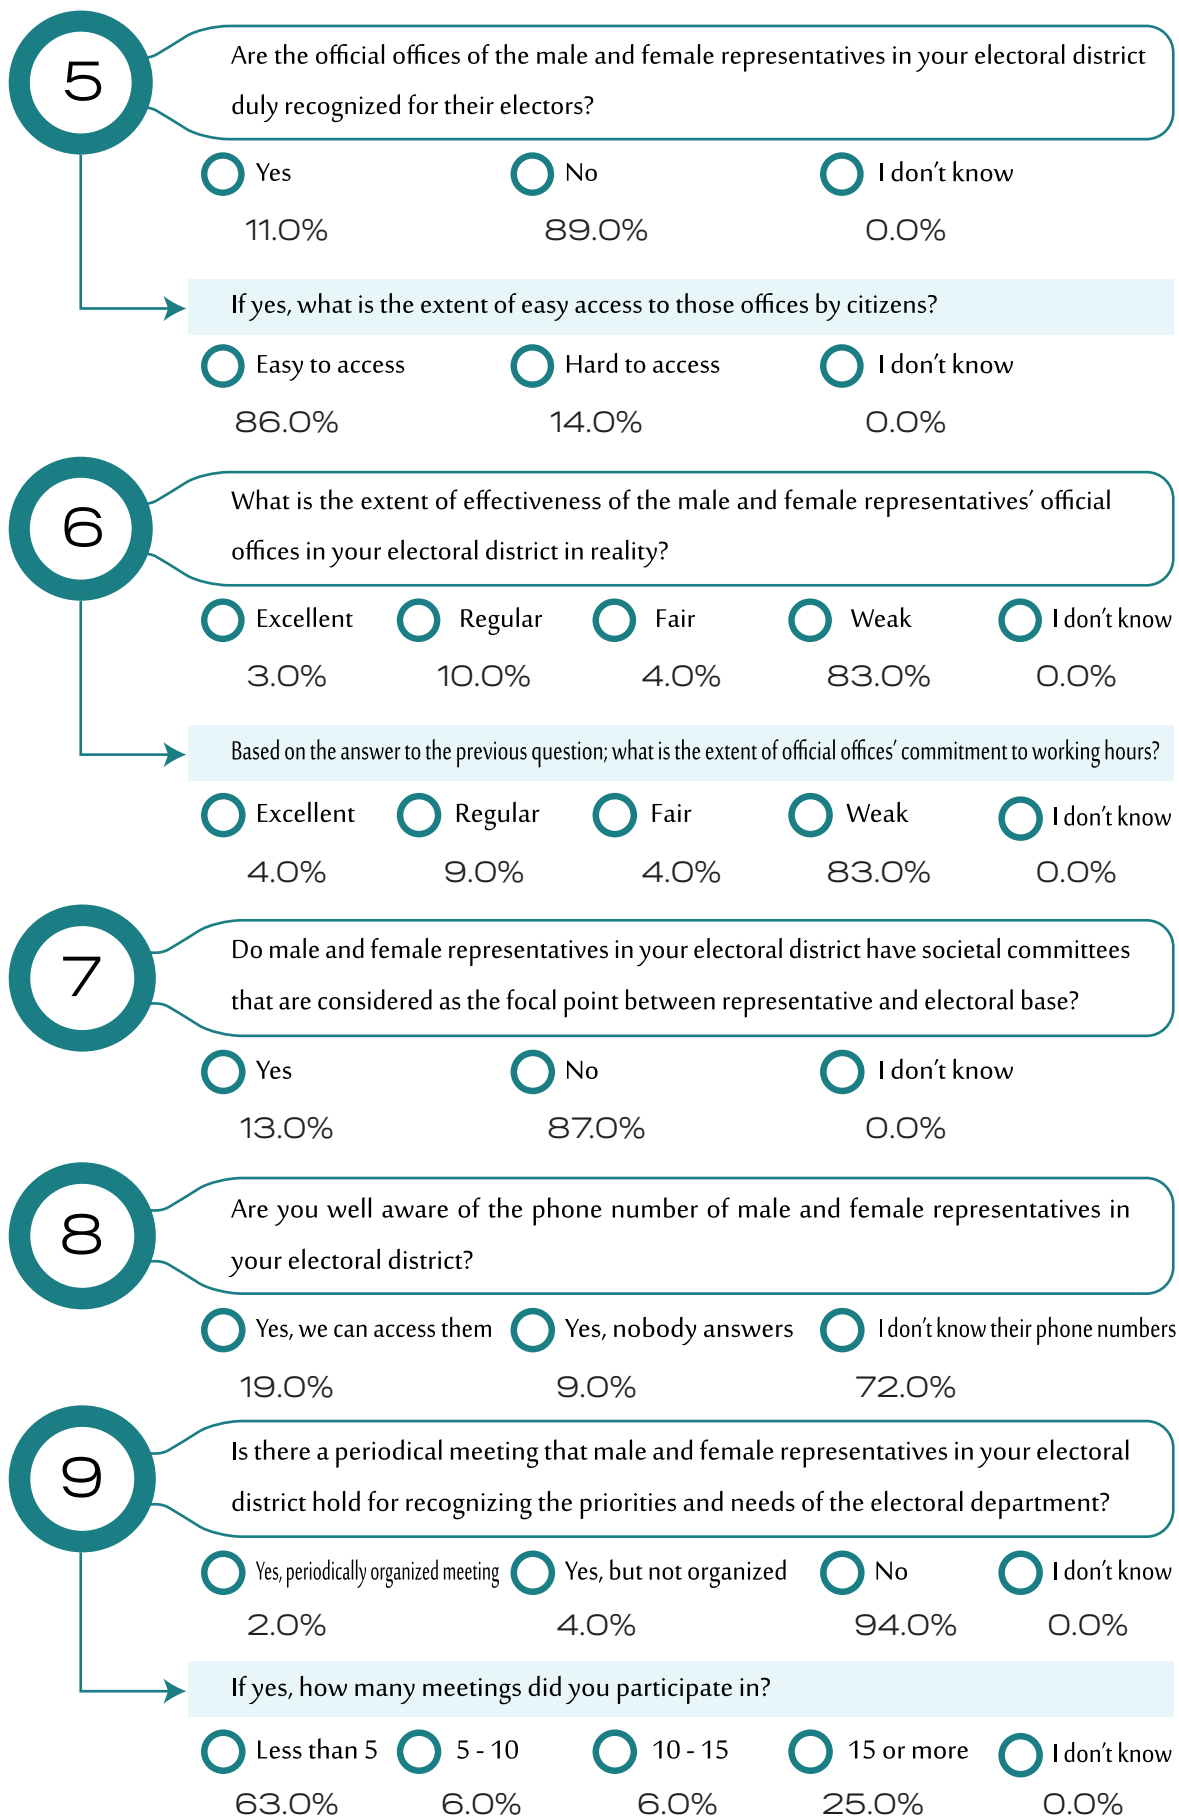 5
Are the official offices of the male and female representatives in your electoral district
duly recognized for their electors?
Yes No I don't know
11.0% 89.0% 0.0%
If yes, what is the extent of easy access to those offices by citizens?
Easy to access Hard to access I don't know
86.0% 14.0% 0.0%
6
What is the extent of effectiveness of the male and female representatives' official
offices in your electoral district in reality?
Excellent Regular Fair Weak I don't know
3.0% 10.0% 4.0% 83.0% 0.0%
Based on the answer to the previous question; what is the extent of official offices' commitment to working hours?
Excellent Regular Fair Weak I don't know
4.0% 9.0% 4.0% 83.0% 0.0%
7
Do male and female representatives in your electoral district have societal committees
that are considered as the focal point between representative and electoral base?
Yes No I don't know
13.0% 87.0% 0.0%
8
Are you well aware of the phone number of male and female representatives in
your electoral district?
Yes, we can access them Yes, nobody answers I don't know their phone numbers
19.0% 9.0% 72.0%
9
Is there a periodical meeting that male and female representatives in your electoral
district hold for recognizing the priorities and needs of the electoral department?
Yes, periodically organized meeting Yes, but not organized No I don't know
2.0% 4.0% 94.0% 0.0%
If yes, how many meetings did you participate in?
Less than 5 5 - 10 10 - 15 15 or more I don't know
63.0% 6.0% 6.0% 25.0% 0.0%